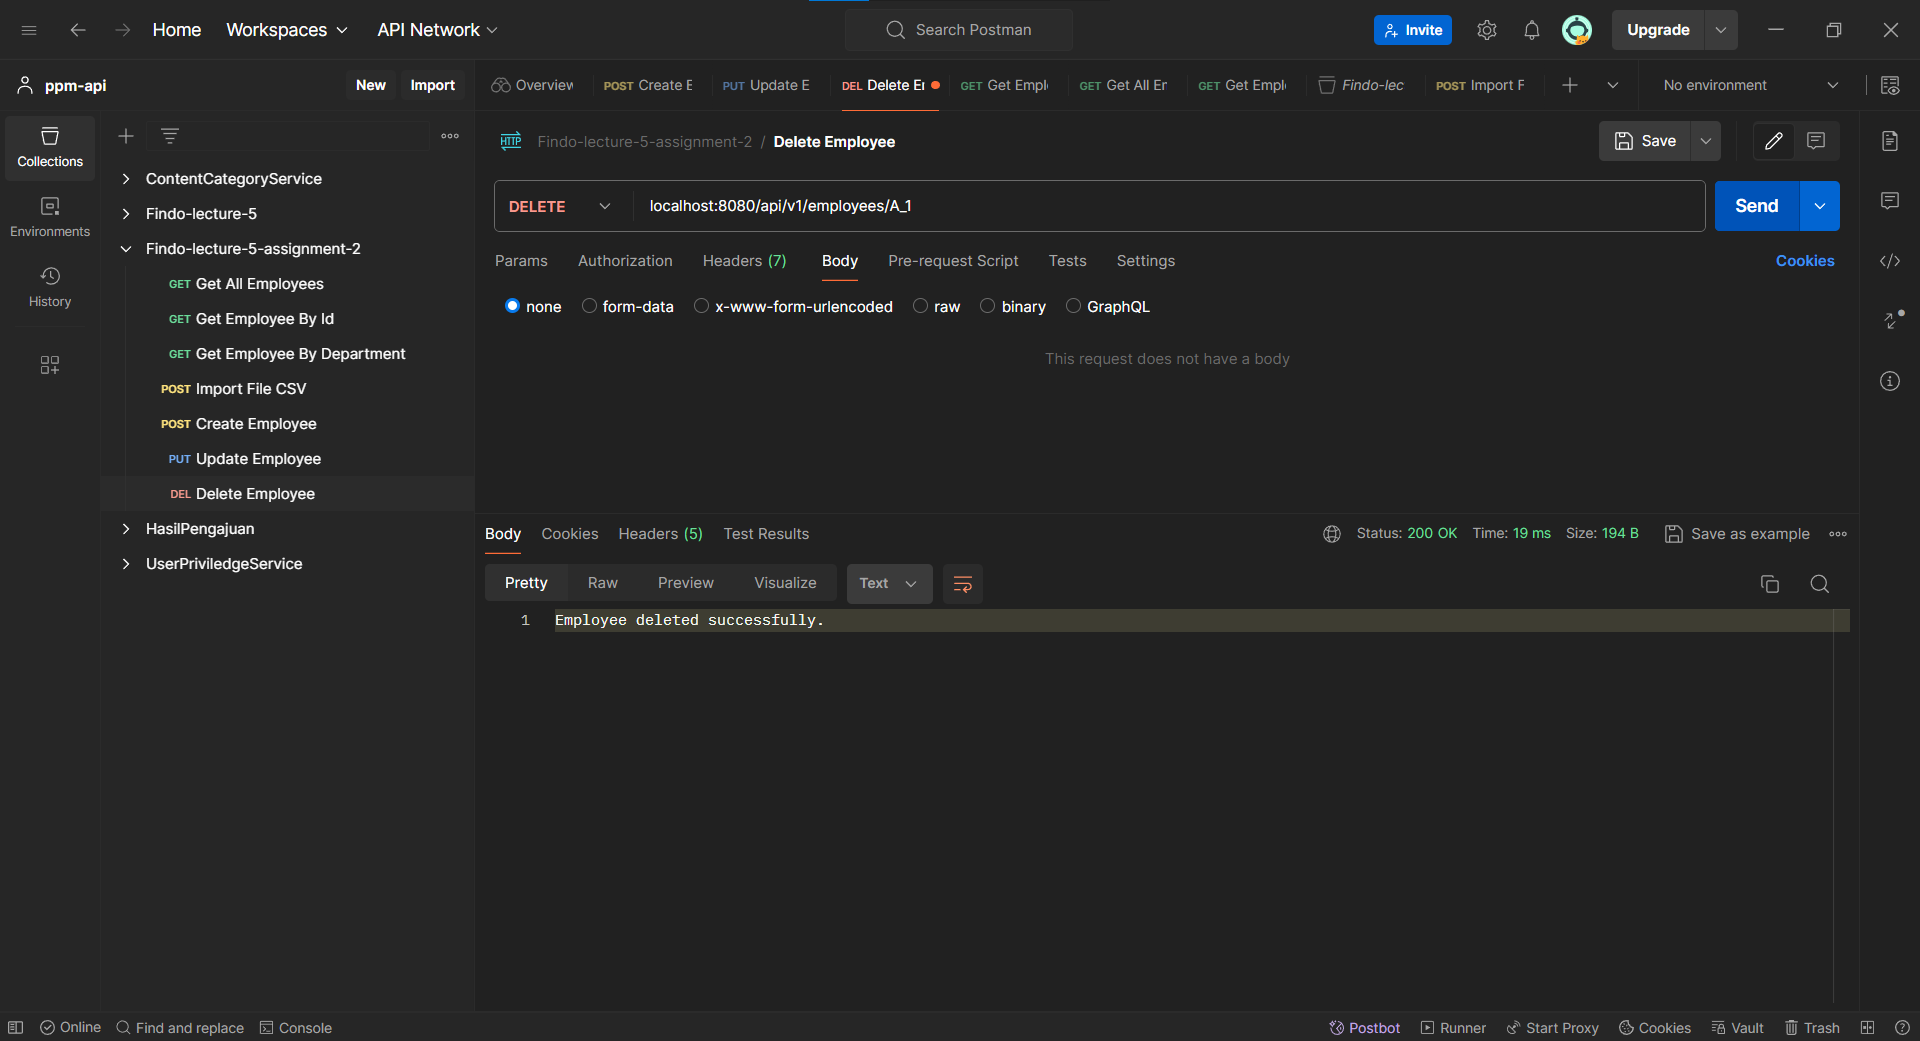 Home Workspaces API Network Search Postman Invite Upgrade
ppm-api New Import Overview POST Create E PUT Update E DEL Delete Er GET Get Empl GET Get All Er GET Get Empl Findo-lec POST Import F No environment
Collections
Environments
History
ContentCategoryService
Findo-lecture-5
Findo-lecture-5-assignment-2
GET Get All Employees
GET Get Employee By Id
GET Get Employee By Department
POST Import File CSV
POST Create Employee
PUT Update Employee
DEL Delete Employee
HasilPengajuan
UserPriviledgeService
HTTP Findo-lecture-5-assignment-2 / Delete Employee Save
DELETE localhost:8080/api/v1/employees/A_1 Send
Params Authorization Headers (7) Body Pre-request Script Tests Settings Cookies
none form-data x-www-form-urlencoded raw binary GraphQL
This request does not have a body
Body Cookies Headers (5) Test Results Status: 200 OK Time: 19 ms Size: 194 B Save as example
Pretty Raw Preview Visualize Text
1 Employee deleted successfully.
Online Find and replace Console Postbot Runner Start Proxy Cookies Vault Trash